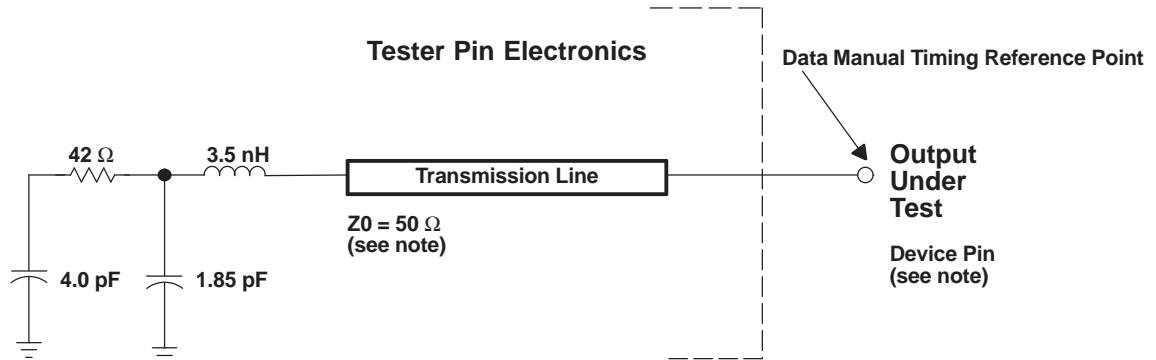 Tester Pin Electronics
Data Manual Timing Reference Point
42 Ω
3.5 nH
Transmission Line
Output
Under
Test
Z0 = 50 Ω
(see note)
Device Pin
(see note)
4.0 pF
1.85 pF